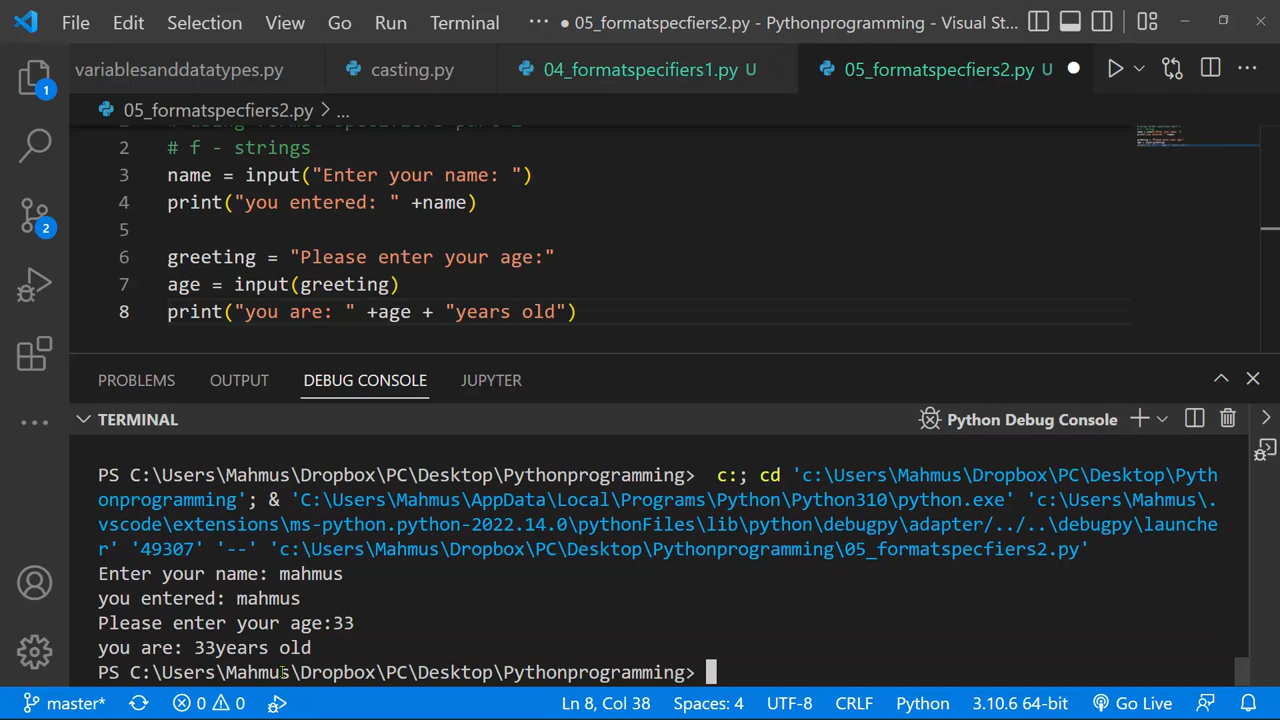 File Edit Selection View Go Run Terminal ··· ● 05_formatspecfiers2.py - Pythonprogramming - Visual St...
variablesanddatatypes.py casting.py 04_formatspecifiers1.py U 05_formatspecfiers2.py U
05_formatspecfiers2.py > ...
2 # f - strings
3 name = input("Enter your name: ")
4 print("you entered: " +name)
5
6 greeting = "Please enter your age:"
7 age = input(greeting)
8 print("you are: " +age + "years old")
PROBLEMS OUTPUT DEBUG CONSOLE JUPYTER
TERMINAL Python Debug Console
PS C:\Users\Mahmus\Dropbox\PC\Desktop\Pythonprogramming> c:; cd 'c:\Users\Mahmus\Dropbox\PC\Desktop\Pyth
onprogramming'; & 'C:\Users\Mahmus\AppData\Local\Programs\Python\Python310\python.exe' 'c:\Users\Mahmus\.
vscode\extensions\ms-python.python-2022.14.0\pythonFiles\lib\python\debugpy\adapter/../..\debugpy\launche
r' '49307' '--' 'c:\Users\Mahmus\Dropbox\PC\Desktop\Pythonprogramming\05_formatspecfiers2.py'
Enter your name: mahmus
you entered: mahmus
Please enter your age:33
you are: 33years old
PS C:\Users\Mahmus\Dropbox\PC\Desktop\Pythonprogramming>
1
2
master* 0 0 Ln 8, Col 38 Spaces: 4 UTF-8 CRLF Python 3.10.6 64-bit Go Live